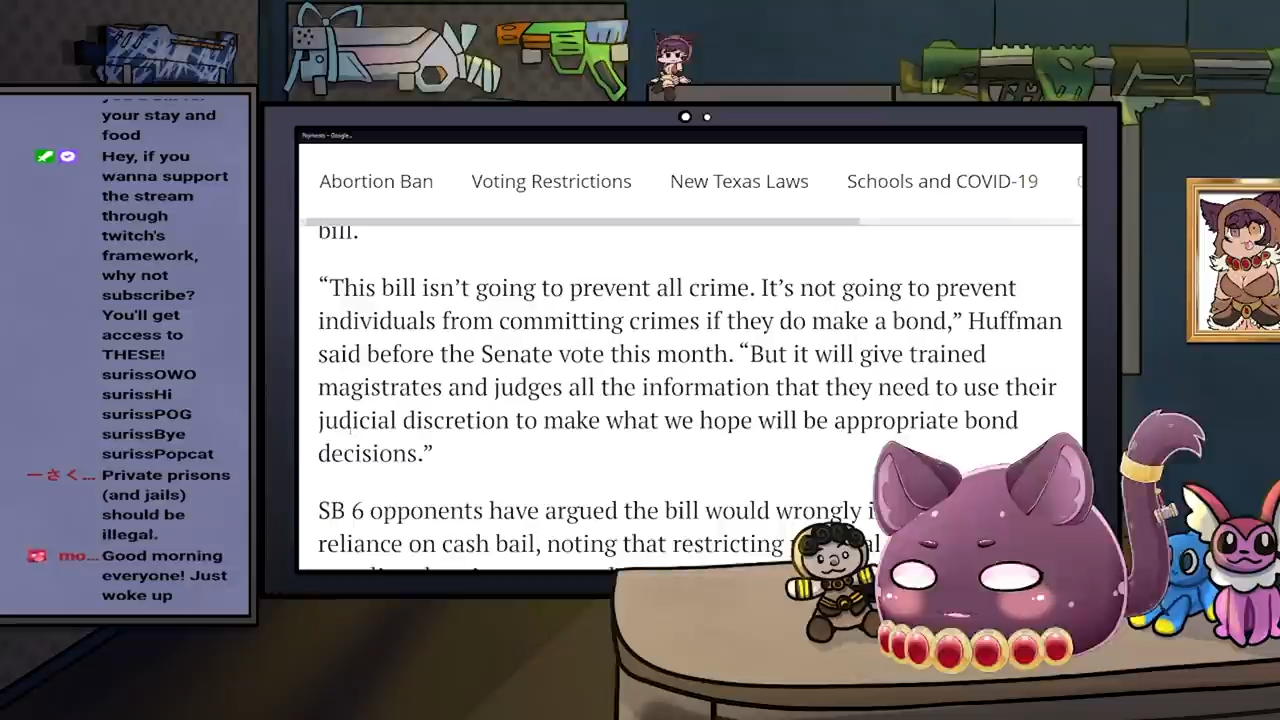 your stay and
food
Hey, if you
wanna support
the stream
through
twitch's
framework,
why not
subscribe?
You'll get
access to
THESE!
surissOWO
surissHi
surissPOG
surissBye
surissPopcat
一さく... Private prisons
(and jails)
should be
illegal.
mo... Good morning
everyone! Just
woke up
Payments – Google...
Abortion Ban Voting Restrictions New Texas Laws Schools and COVID-19
bill.
“This bill isn’t going to prevent all crime. It’s not going to prevent
individuals from committing crimes if they do make a bond,” Huffman
said before the Senate vote this month. “But it will give trained
magistrates and judges all the information that they need to use their
judicial discretion to make what we hope will be appropriate bond
decisions.”
SB 6 opponents have argued the bill would wrongly
reliance on cash bail, noting that restricting